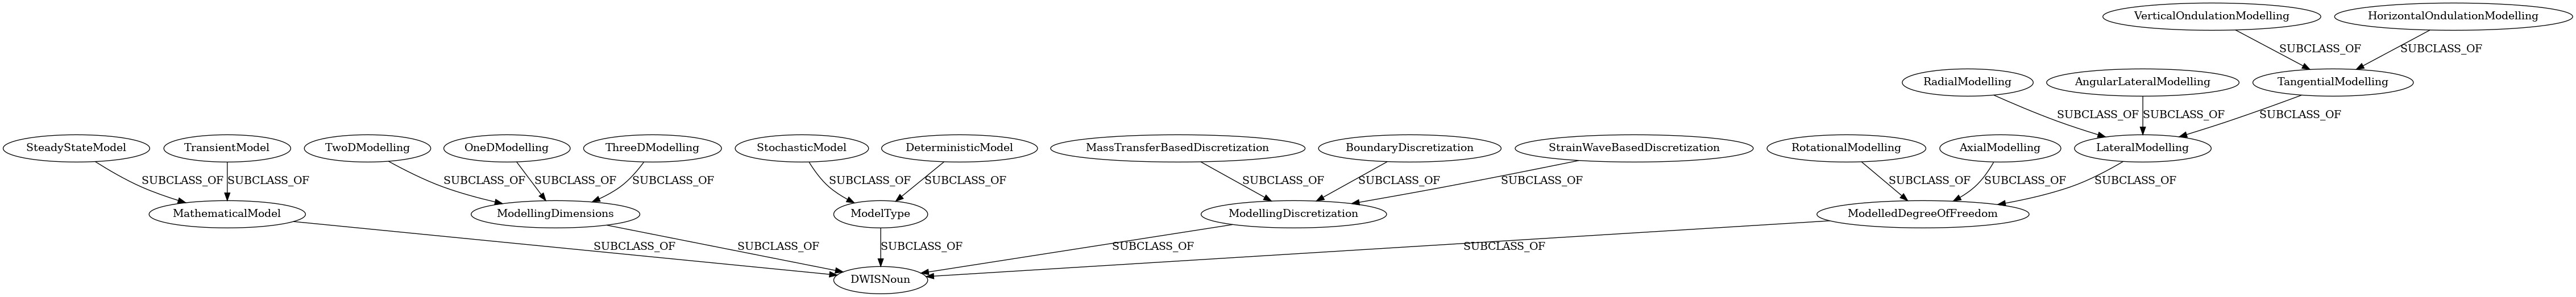 VerticalOndulationModelling
HorizontalOndulationModelling
SUBCLASS_OF
SUBCLASS_OF
RadialModelling
AngularLateralModelling
TangentialModelling
SUBCLASS_OF
SUBCLASS_OF
SUBCLASS_OF
SteadyStateModel
TransientModel
TwoDModelling
OneDModelling
ThreeDModelling
StochasticModel
DeterministicModel
MassTransferBasedDiscretization
BoundaryDiscretization
StrainWaveBasedDiscretization
RotationalModelling
AxialModelling
LateralModelling
SUBCLASS_OF
SUBCLASS_OF
SUBCLASS_OF
SUBCLASS_OF
SUBCLASS_OF
SUBCLASS_OF
SUBCLASS_OF
SUBCLASS_OF
SUBCLASS_OF
SUBCLASS_OF
SUBCLASS_OF
SUBCLASS_OF
SUBCLASS_OF
MathematicalModel
ModellingDimensions
ModelType
ModellingDiscretization
ModelledDegreeOfFreedom
SUBCLASS_OF
SUBCLASS_OF
SUBCLASS_OF
SUBCLASS_OF
SUBCLASS_OF
DWISNoun